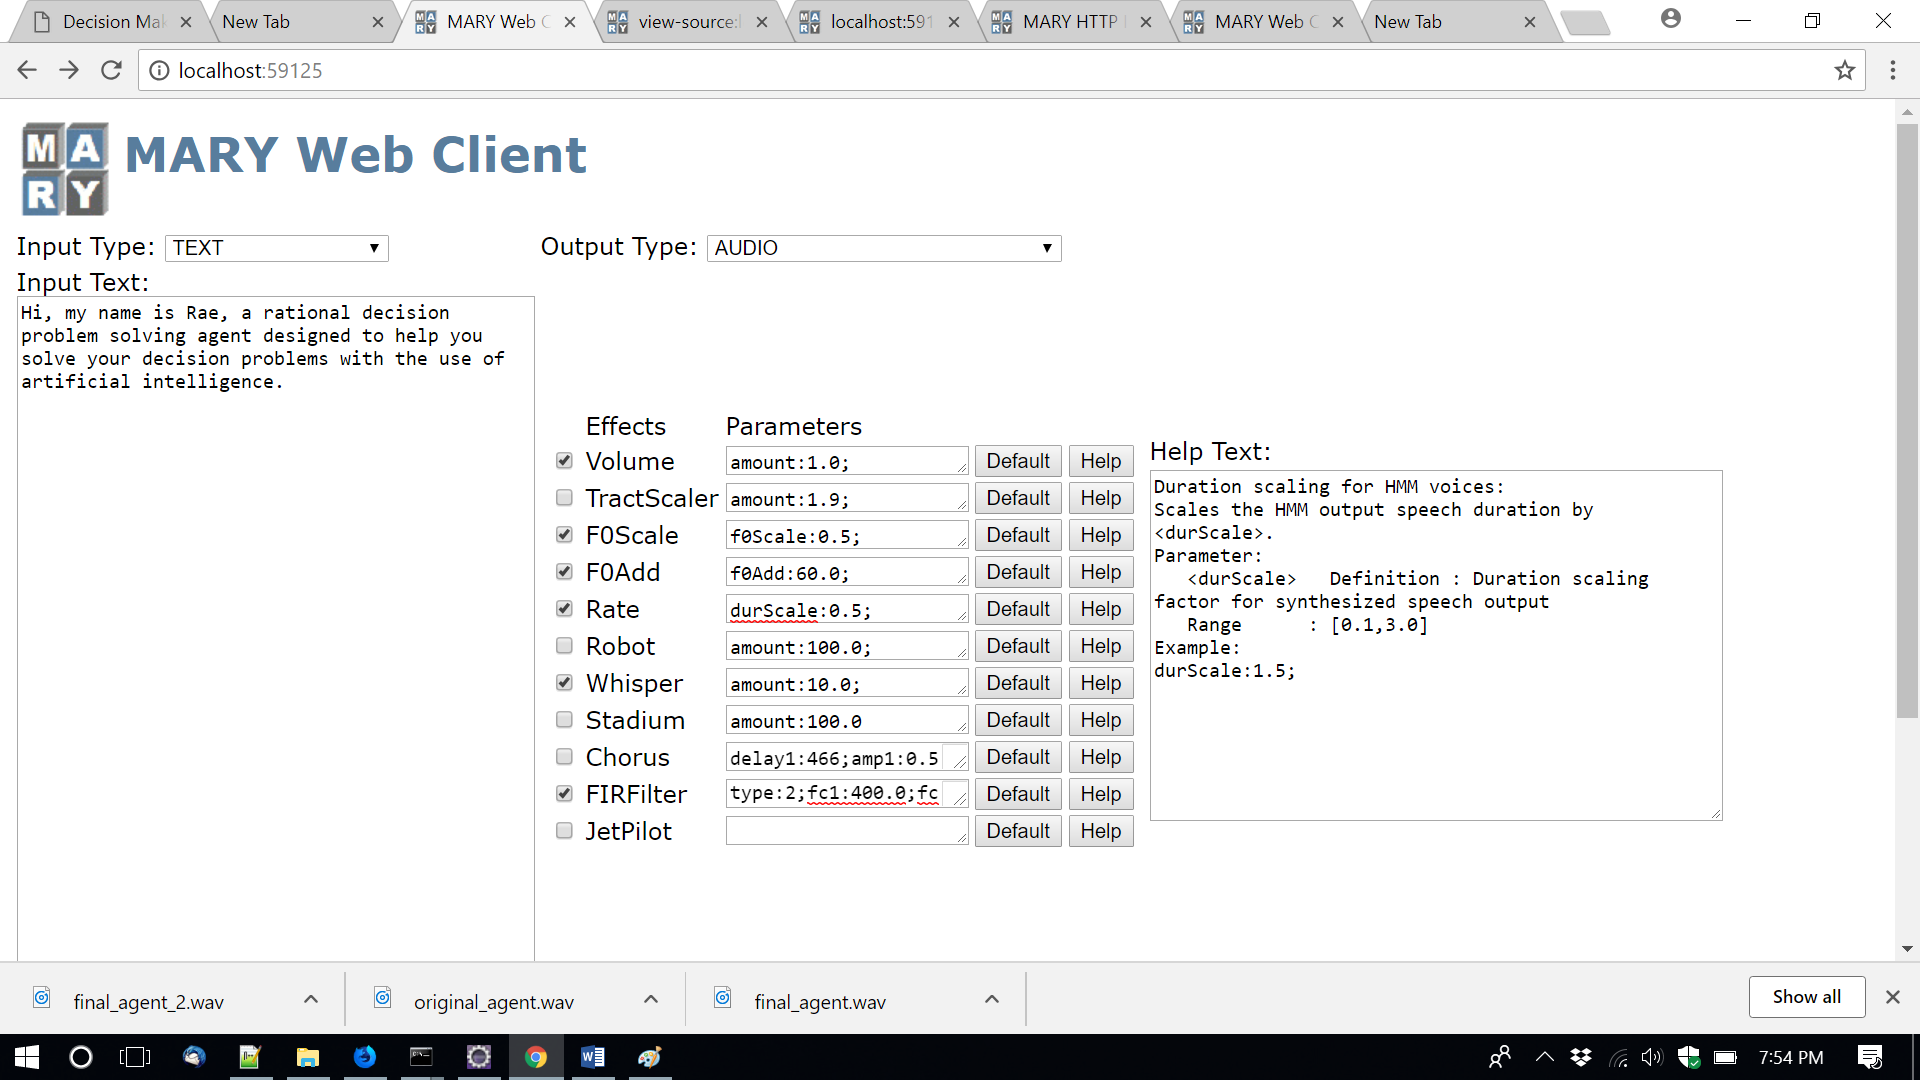 Decision Mak
New Tab
MARY Web C
view-source:
localhost:591
MARY HTTP
MARY Web C
New Tab
localhost:59125
MARY
MARY Web Client
Input Type: TEXT
Output Type: AUDIO
Input Text:
Hi, my name is Rae, a rational decision
problem solving agent designed to help you
solve your decision problems with the use of
artificial intelligence.
Effects Parameters
Volume amount:1.0; Default Help
TractScaler amount:1.9; Default Help
F0Scale f0Scale:0.5; Default Help
F0Add f0Add:60.0; Default Help
Rate durScale:0.5; Default Help
Robot amount:100.0; Default Help
Whisper amount:10.0; Default Help
Stadium amount:100.0 Default Help
Chorus delay1:466;amp1:0.5 Default Help
FIRFilter type:2;fc1:400.0;fc Default Help
JetPilot Default Help
Help Text:
Duration scaling for HMM voices:
Scales the HMM output speech duration by
<durScale>.
Parameter:
<durScale> Definition : Duration scaling
factor for synthesized speech output
Range : [0.1,3.0]
Example:
durScale:1.5;
final_agent_2.wav
original_agent.wav
final_agent.wav
Show all
7:54 PM